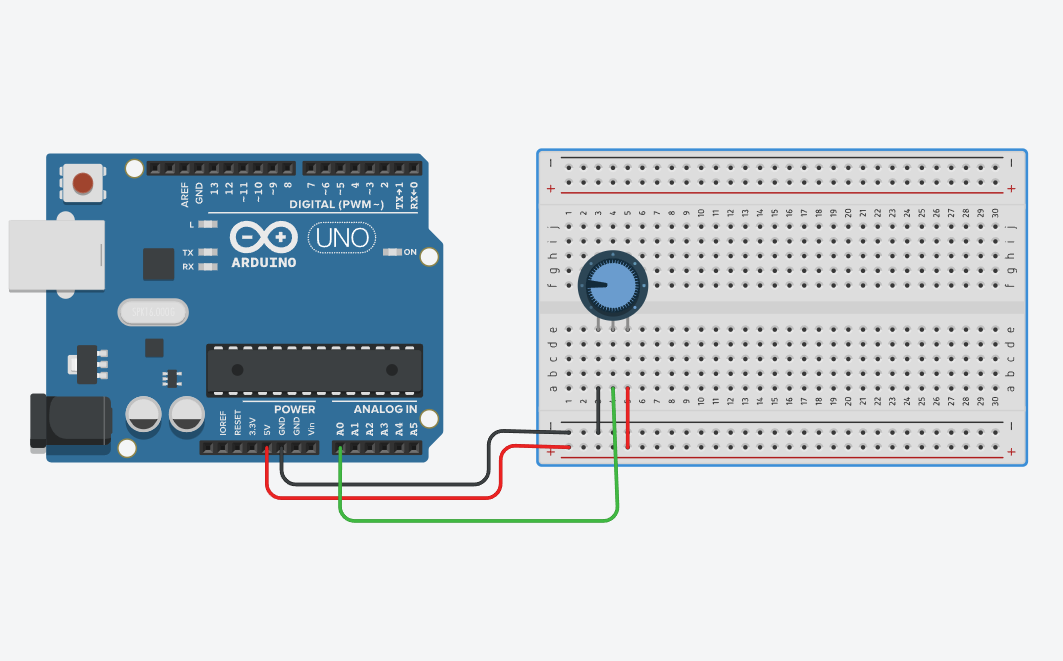 AREF
GND
13
12
~11
~10
~9
8
7
~6
~5
4
~3
2
TX→1
RX←0
DIGITAL (PWM~)
L
TX
RX
ARDUINO
UNO
ON
POWER
ANALOG IN
IOREF
RESET
3.3V
5V
GND
GND
Vin
A0
A1
A2
A3
A4
A5
− −
+ +
1 2 3 4 5 6 7 8 9 10 11 12 13 14 15 16 17 18 19 20 21 22 23 24 25 26 27 28 29 30
j j
i i
h h
g g
f f
e e
d d
c c
b b
a a
1 2 3 4 5 6 7 8 9 10 11 12 13 14 15 16 17 18 19 20 21 22 23 24 25 26 27 28 29 30
− −
+ +